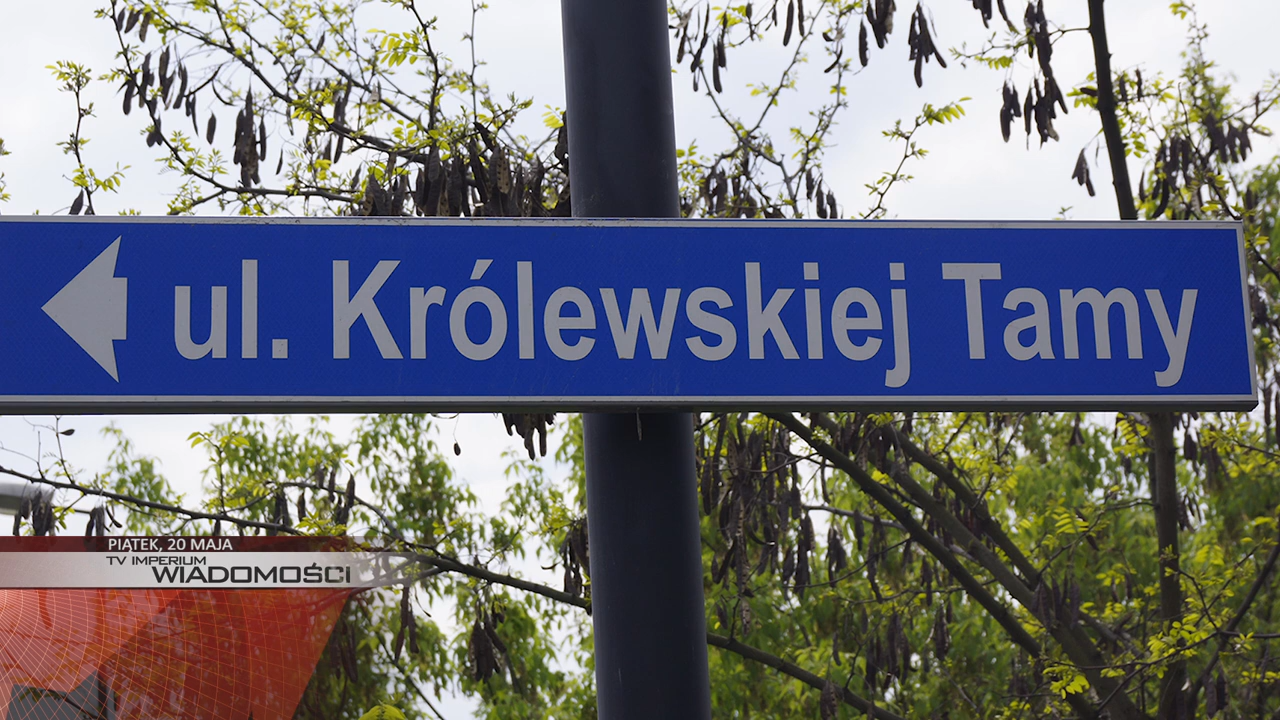 ul. Królewskiej Tamy
PIĄTEK, 20 MAJA
TV IMPERIUM
WIADOMOŚCI